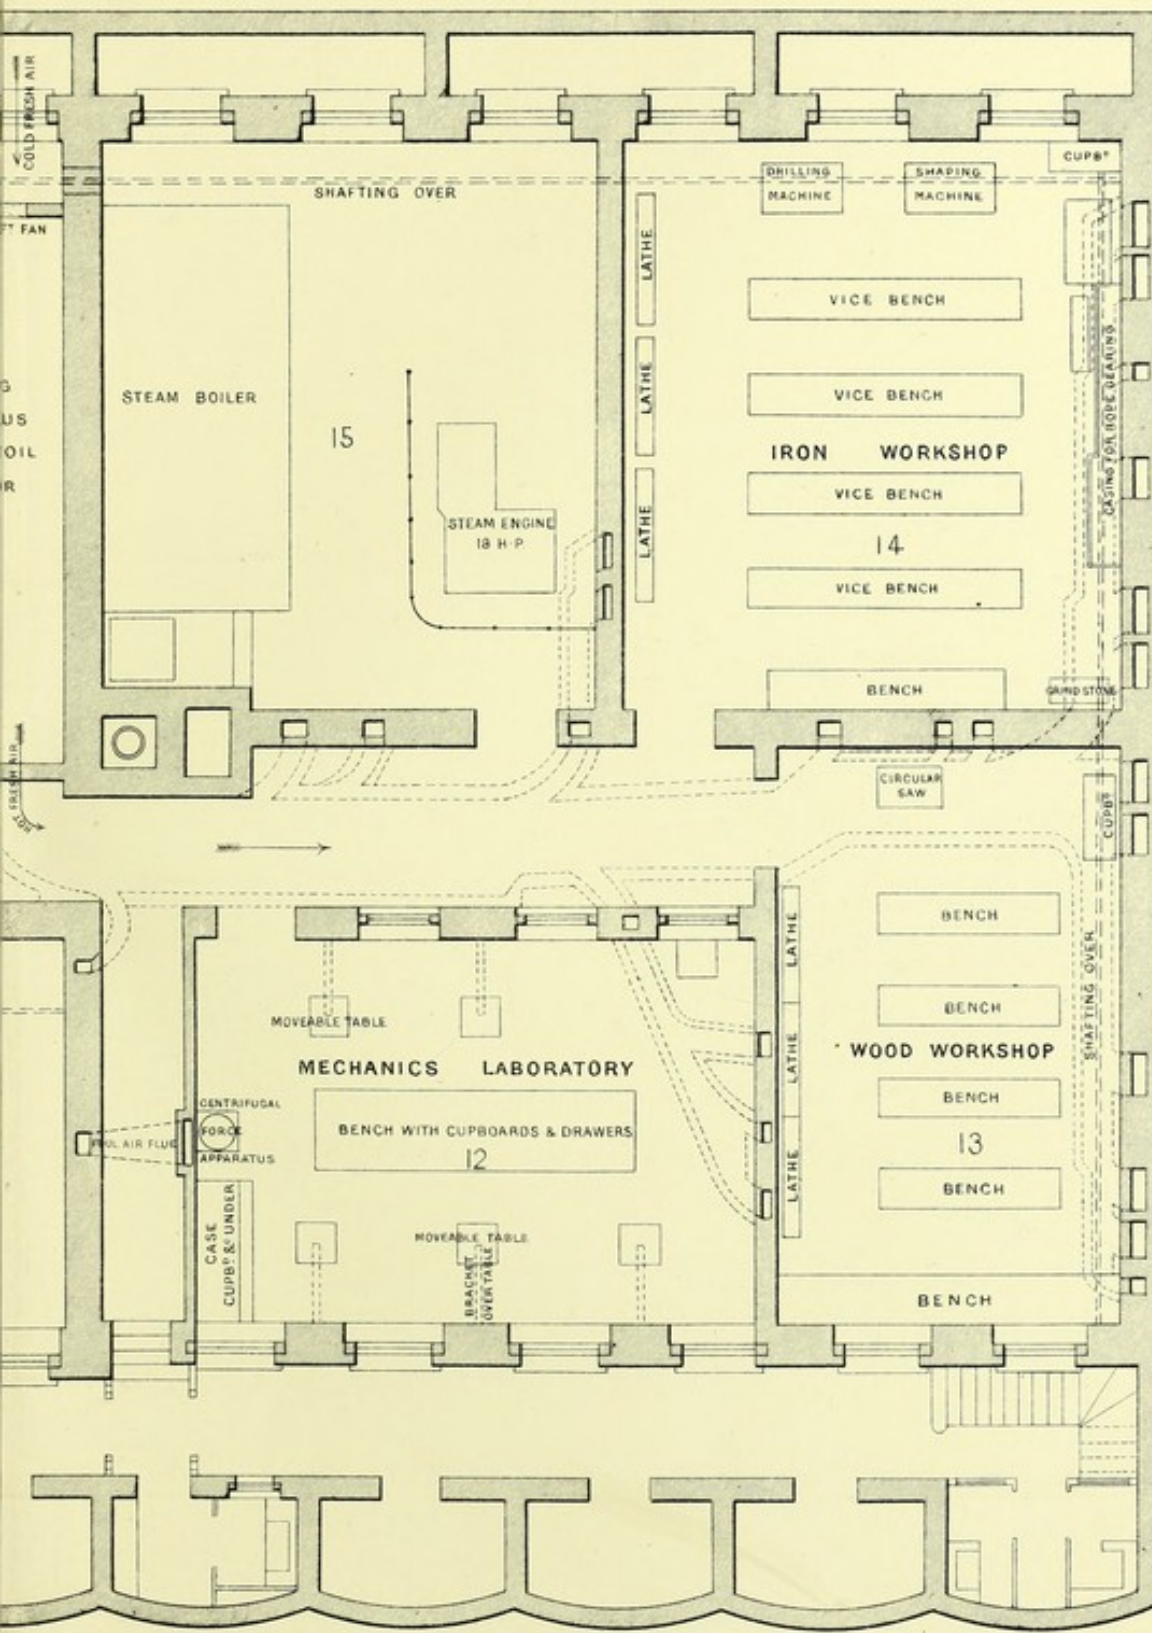 COLD FRESH AIR
FT FAN
G
US
OIL
R
HOT FRESH AIR
SHAFTING OVER
STEAM BOILER
15
STEAM ENGINE
18 H·P.
CUPBD
DRILLING
MACHINE
SHAPING
MACHINE
LATHE
LATHE
LATHE
VICE BENCH
VICE BENCH
IRON WORKSHOP
VICE BENCH
14
VICE BENCH
BENCH
GRINDSTONE
CASING FOR ROPE GEARING
CIRCULAR
SAW
CUPBD
LATHE
LATHE
LATHE
BENCH
BENCH
WOOD WORKSHOP
BENCH
13
BENCH
BENCH
SHAFTING OVER
MOVEABLE TABLE
MECHANICS LABORATORY
CENTRIFUGAL
FORCE
APPARATUS
FOUL AIR FLUE
BENCH WITH CUPBOARDS & DRAWERS
12
CASE
CUPBD &C UNDER
MOVEABLE TABLE
BRACKET
OVER TABLE